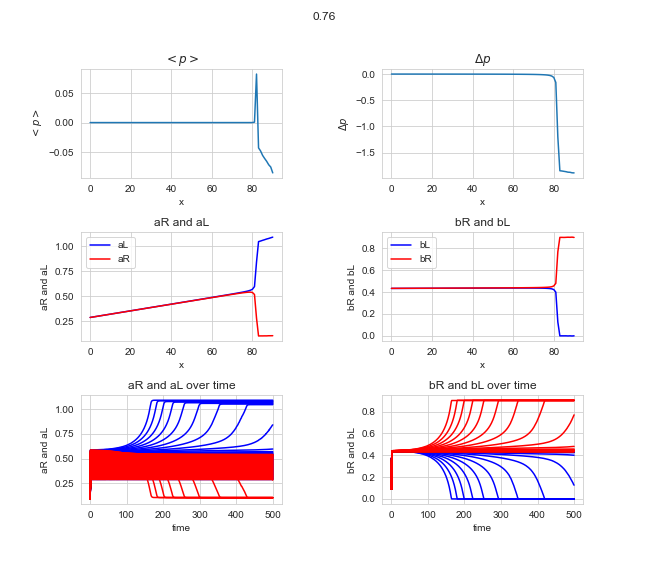 0.76
< p >
Δp
0.05
0.00
−0.05
< p >
0 20 40 60 80
x
0.0
−0.5
−1.0
−1.5
Δp
0 20 40 60 80
x
aR and aL
bR and bL
1.00
0.75
0.50
0.25
aR and aL
aL
aR
0 20 40 60 80
x
0.8
0.6
0.4
0.2
0.0
bR and bL
bL
bR
0 20 40 60 80
x
aR and aL over time
bR and bL over time
1.00
0.75
0.50
0.25
aR and aL
0 100 200 300 400 500
time
0.8
0.6
0.4
0.2
0.0
bR and bL
0 100 200 300 400 500
time